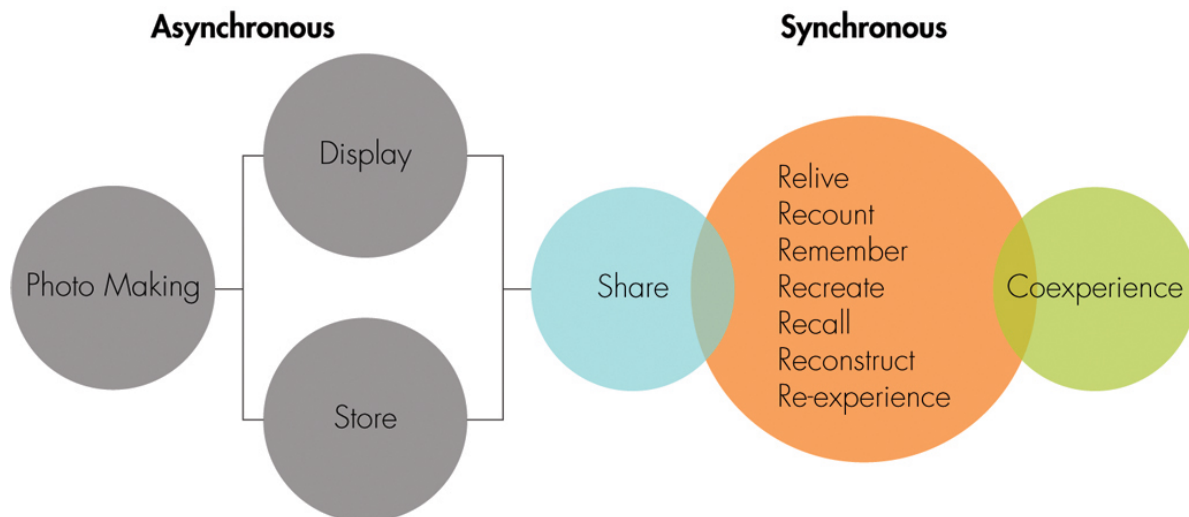 Asynchronous
Synchronous
Photo Making
Display
Store
Share
Relive
Recount
Remember
Recreate
Recall
Reconstruct
Re-experience
Coexperience